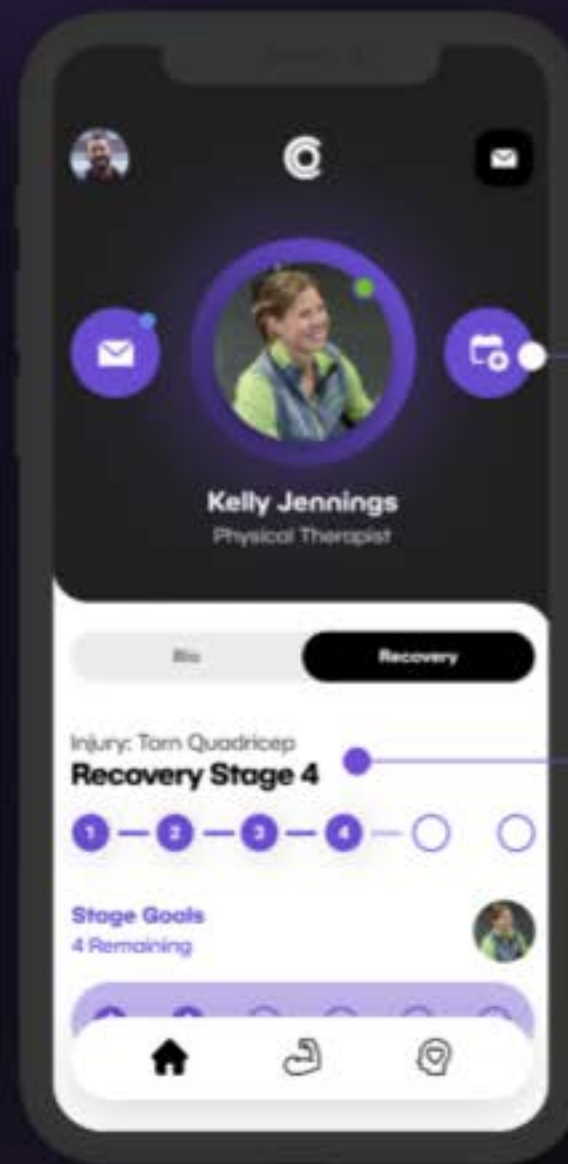 Kelly Jennings
Physical Therapist
Bio
Recovery
Injury: Torn Quadricep
Recovery Stage 4
1 2 3 4
Stage Goals
4 Remaining